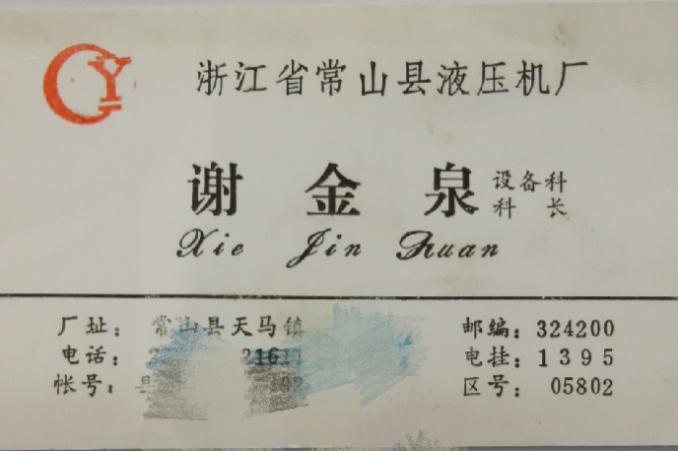 CY
浙江省常山县液压机厂
谢金泉 设备科
科长
Xie Jin Quan
厂址: 常山县天马镇
邮编: 324200
电话:
电挂: 1395
帐号:
区号: 05802